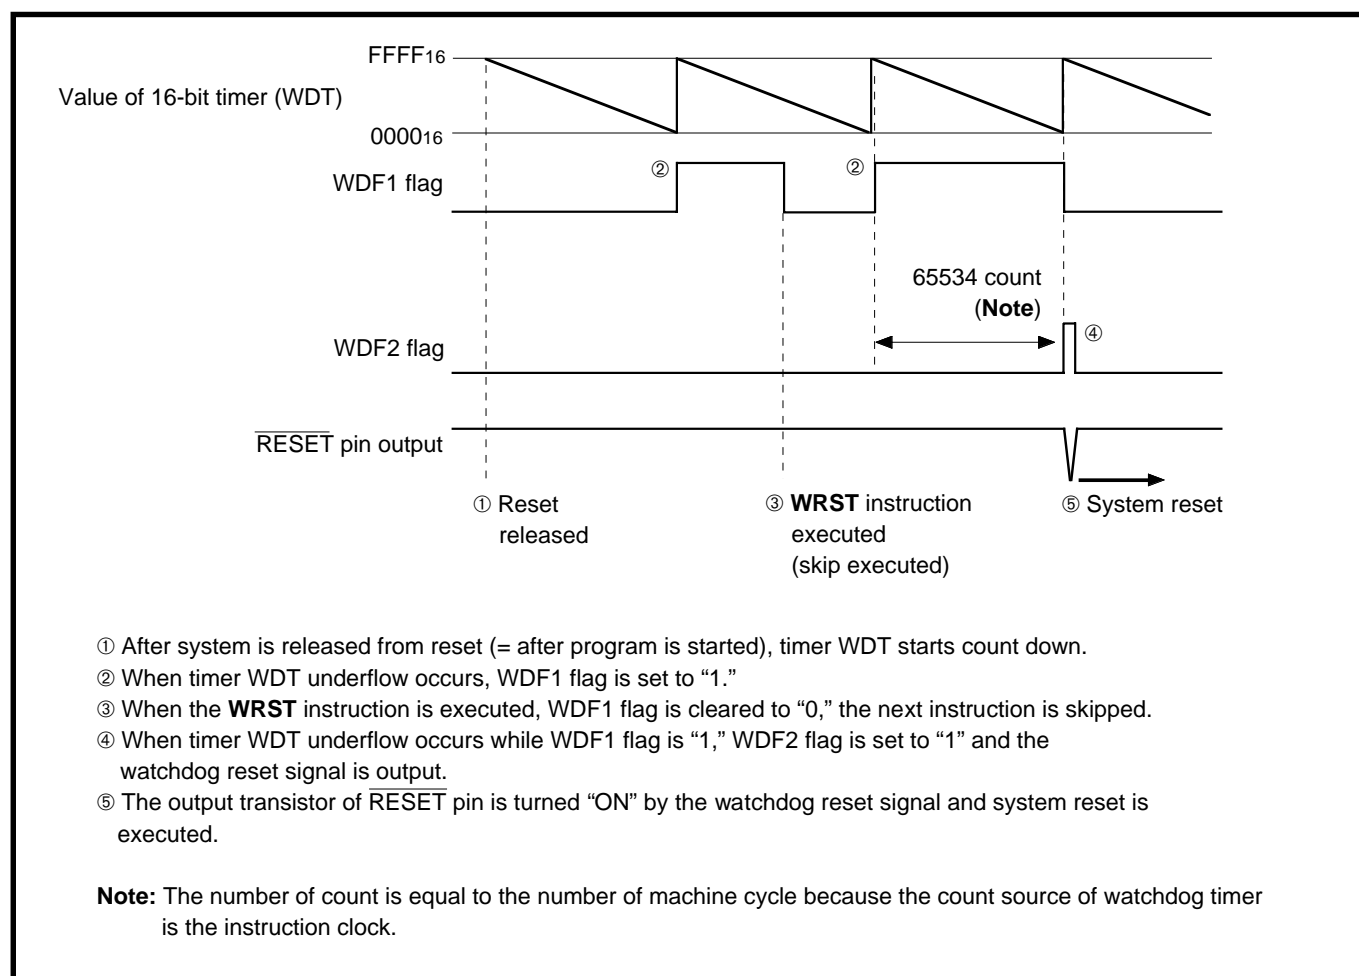 FFFF16
Value of 16-bit timer (WDT)
000016
② ②
WDF1 flag
65534 count
(Note)
④
WDF2 flag
RESET pin output
① Reset
released
③ WRST instruction
executed
(skip executed)
⑤ System reset
① After system is released from reset (= after program is started), timer WDT starts count down.
② When timer WDT underflow occurs, WDF1 flag is set to “1.”
③ When the WRST instruction is executed, WDF1 flag is cleared to “0,” the next instruction is skipped.
④ When timer WDT underflow occurs while WDF1 flag is “1,” WDF2 flag is set to “1” and the
watchdog reset signal is output.
⑤ The output transistor of RESET pin is turned “ON” by the watchdog reset signal and system reset is
executed.
Note: The number of count is equal to the number of machine cycle because the count source of watchdog timer
is the instruction clock.